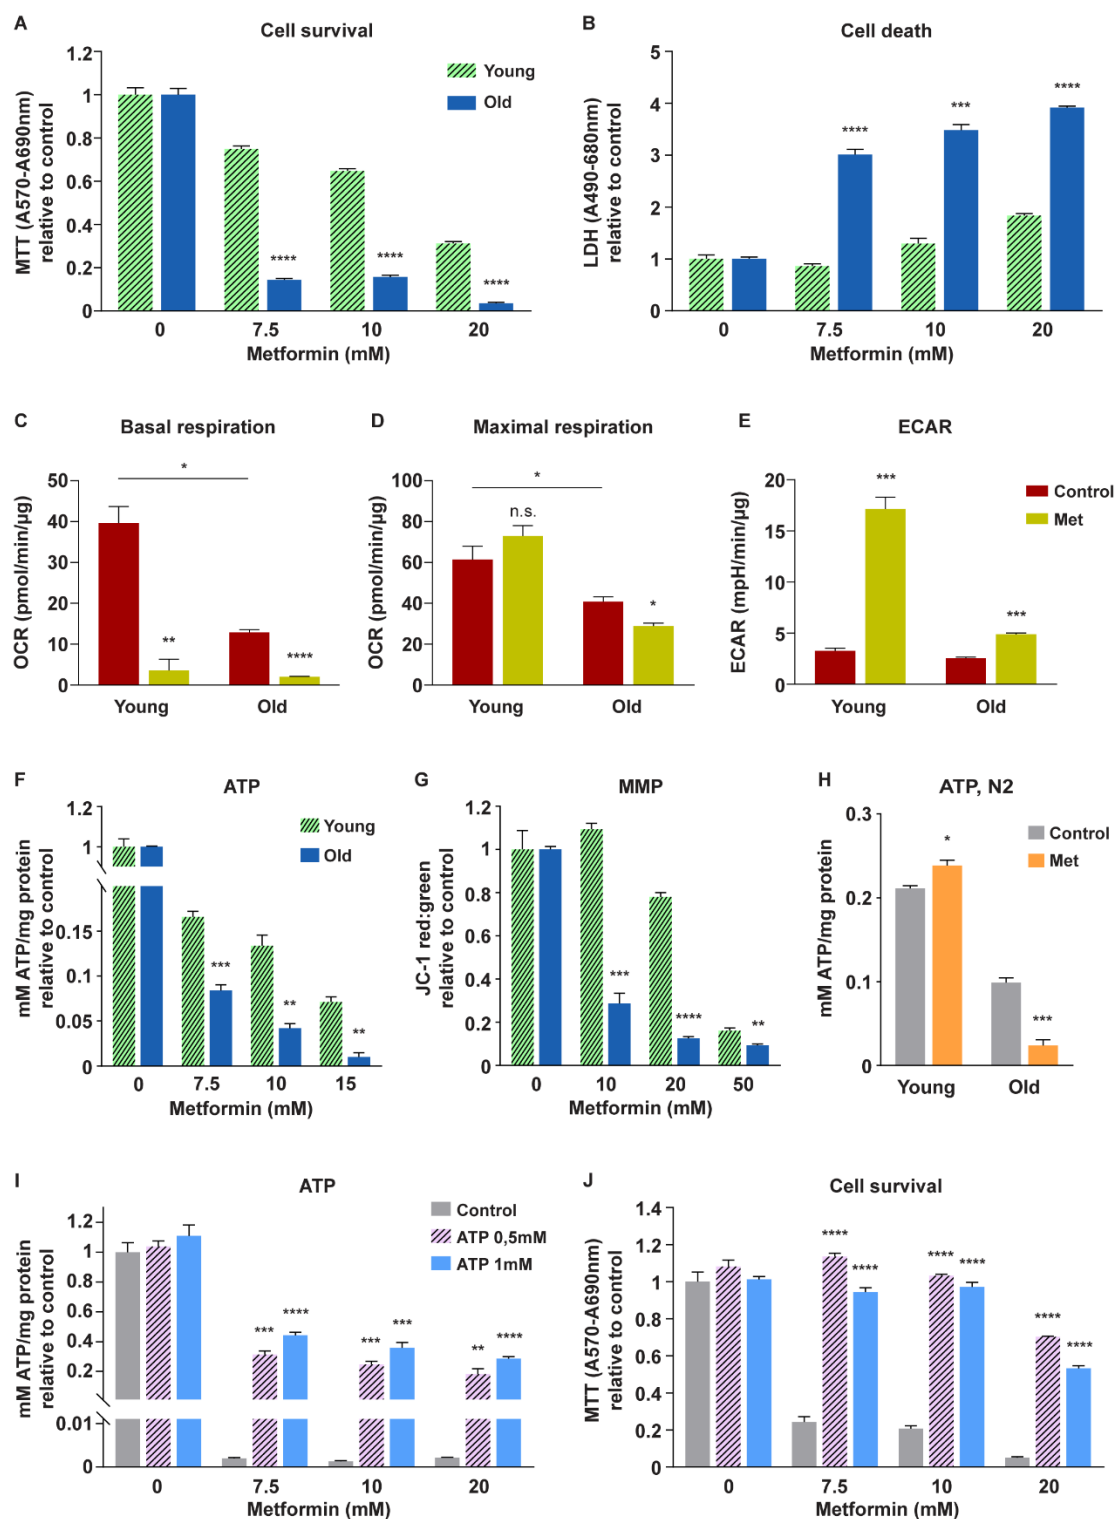 A
Cell survival
1.2
1
0.8
0.6
0.4
0.2
0
MTT (A570-A690nm)
relative to control
Young
Old
****
****
****
0 7.5 10 20
Metformin (mM)
B
Cell death
5
4
3
2
1
0
LDH (A490-680nm)
relative to control
****
***
****
0 7.5 10 20
Metformin (mM)
C
Basal respiration
50
40
30
20
10
0
OCR (pmol/min/µg)
*
**
****
Young Old
D
Maximal respiration
100
80
60
40
20
0
OCR (pmol/min/µg)
*
n.s.
*
Young Old
E
ECAR
20
15
10
5
0
ECAR (mpH/min/µg)
***
***
Control
Met
Young Old
F
ATP
1.2
1
0.15
0.1
0.05
0
mM ATP/mg protein
relative to control
Young
Old
***
**
**
0 7.5 10 15
Metformin (mM)
G
MMP
1.2
1
0.8
0.6
0.4
0.2
0
JC-1 red:green
relative to control
***
****
**
0 10 20 50
Metformin (mM)
H
ATP, N2
0.3
0.2
0.1
0
mM ATP/mg protein
*
***
Control
Met
Young Old
I
ATP
1.2
1
0.8
0.6
0.4
0.2
0.01
0
mM ATP/mg protein
relative to control
Control
ATP 0,5mM
ATP 1mM
*** ****
*** ***
** ****
0 7.5 10 20
Metformin (mM)
J
Cell survival
1.4
1.2
1
0.8
0.6
0.4
0.2
0
MTT (A570-A690nm)
relative to control
**** ****
**** ****
**** ****
0 7.5 10 20
Metformin (mM)